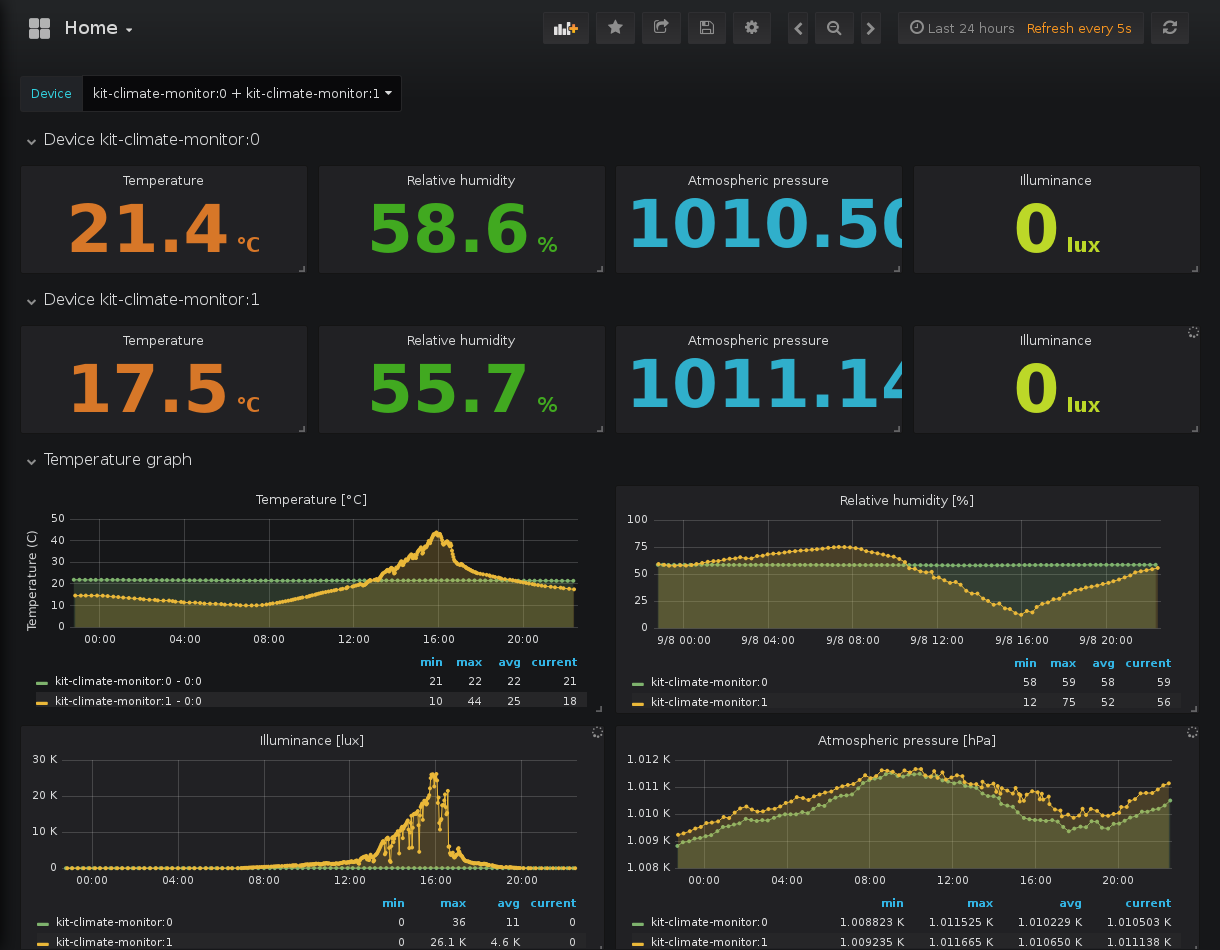 Home
Last 24 hours Refresh every 5s
Device kit-climate-monitor:0 + kit-climate-monitor:1
Device kit-climate-monitor:0
Temperature Relative humidity Atmospheric pressure Illuminance
21.4 °C 58.6 % 1010.50 0 lux
Device kit-climate-monitor:1
Temperature Relative humidity Atmospheric pressure Illuminance
17.5 °C 55.7 % 1011.14 0 lux
Temperature graph
Temperature [°C]
Temperature (C)
50
40
30
20
10
0
00:00 04:00 08:00 12:00 16:00 20:00
min max avg current
kit-climate-monitor:0 - 0:0 21 22 22 21
kit-climate-monitor:1 - 0:0 10 44 25 18
Relative humidity [%]
100
75
50
25
0
9/8 00:00 9/8 04:00 9/8 08:00 9/8 12:00 9/8 16:00 9/8 20:00
min max avg current
kit-climate-monitor:0 58 59 58 59
kit-climate-monitor:1 12 75 52 56
Illuminance [lux]
30 K
20 K
10 K
0
00:00 04:00 08:00 12:00 16:00 20:00
min max avg current
kit-climate-monitor:0 0 36 11 0
kit-climate-monitor:1 0 26.1 K 4.6 K 0
Atmospheric pressure [hPa]
1.012 K
1.011 K
1.010 K
1.009 K
1.008 K
00:00 04:00 08:00 12:00 16:00 20:00
min max avg current
kit-climate-monitor:0 1.008823 K 1.011525 K 1.010229 K 1.010503 K
kit-climate-monitor:1 1.009235 K 1.011665 K 1.010650 K 1.011138 K